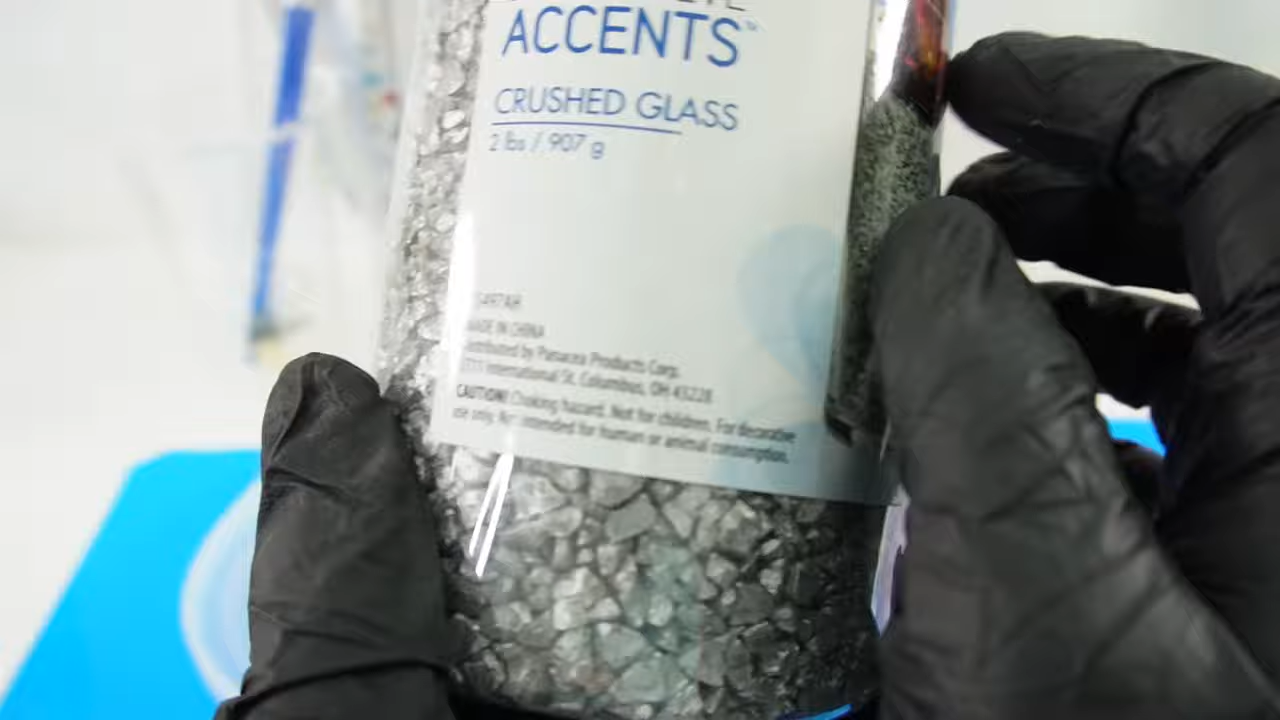 ACCENTS™
CRUSHED GLASS
2 lbs / 907 g
MADE IN CHINA
Distributed by Panacea Products Corp.
International St. Columbus, OH 43228
CAUTION! Choking hazard. Not for children. For decorative
use only. Not intended for human or animal consumption.